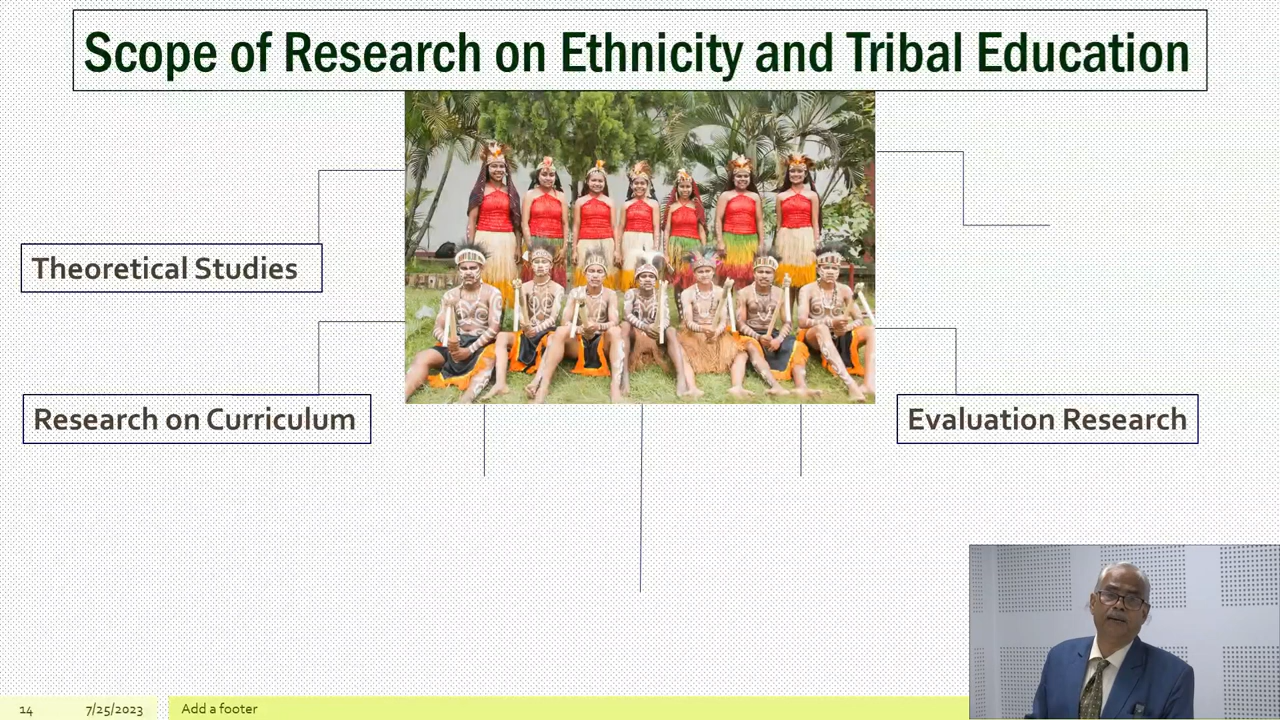 Scope of Research on Ethnicity and Tribal Education
Theoretical Studies
Research on Curriculum
Evaluation Research
14
7/25/2023
Add a footer